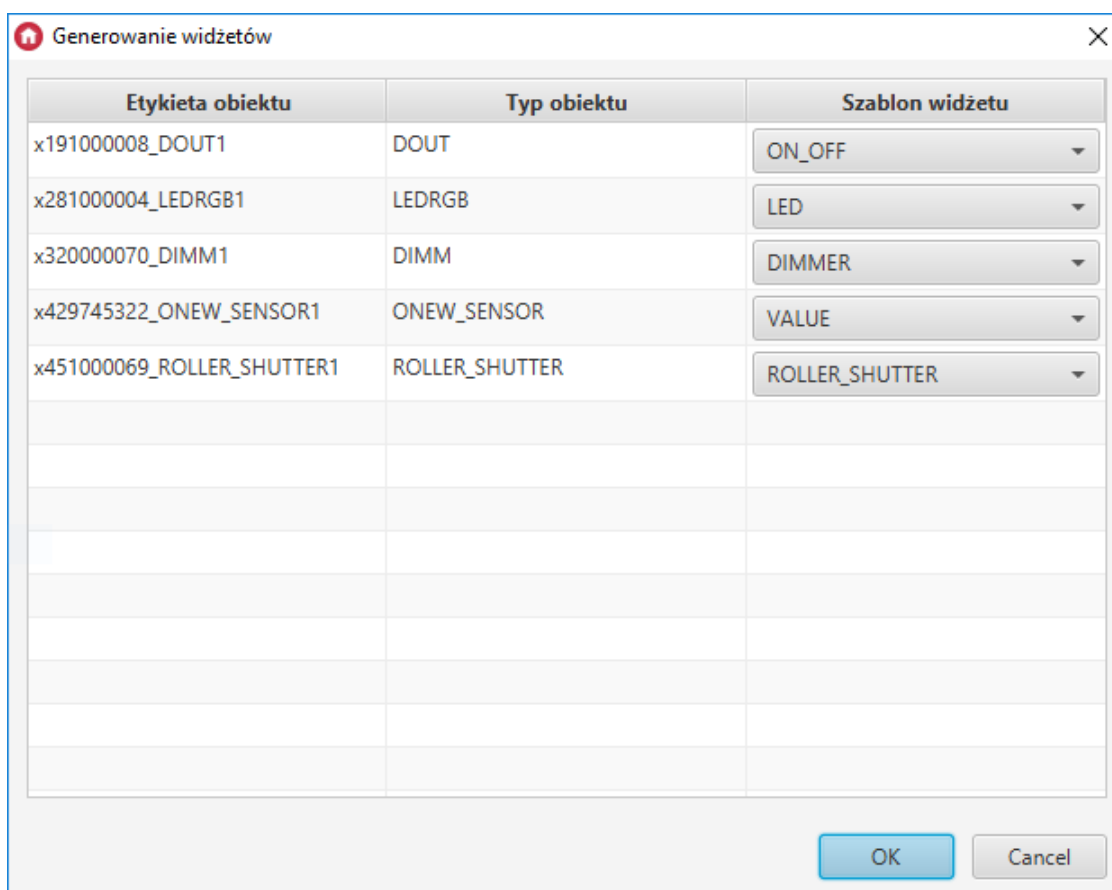 Generowanie widżetów
Etykieta obiektu Typ obiektu Szablon widżetu
x191000008_DOUT1 DOUT ON_OFF
x281000004_LEDRGB1 LEDRGB LED
x320000070_DIMM1 DIMM DIMMER
x429745322_ONEW_SENSOR1 ONEW_SENSOR VALUE
x451000069_ROLLER_SHUTTER1 ROLLER_SHUTTER ROLLER_SHUTTER
OK Cancel